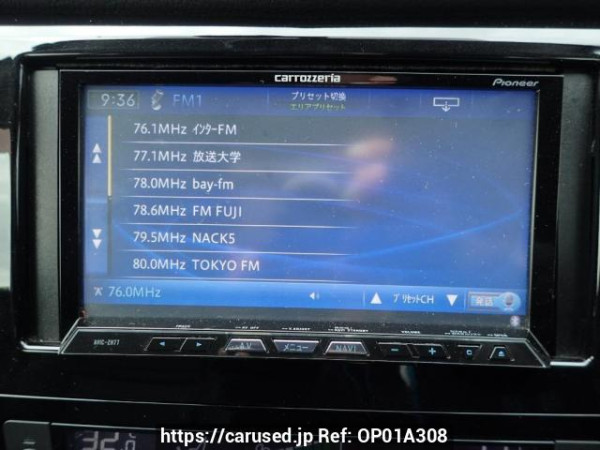 carrozzeria
Pioneer
9:36 FM1 プリセット切換
エリアプリセット
76.1MHz インターFM
77.1MHz 放送大学
78.0MHz bay-fm
78.6MHz FM FUJI
79.5MHz NACK5
80.0MHz TOKYO FM
76.0MHz ▲ プリセットCH ▼ 発話
AV メニュー NAVI − +
https://carused.jp Ref: OP01A308